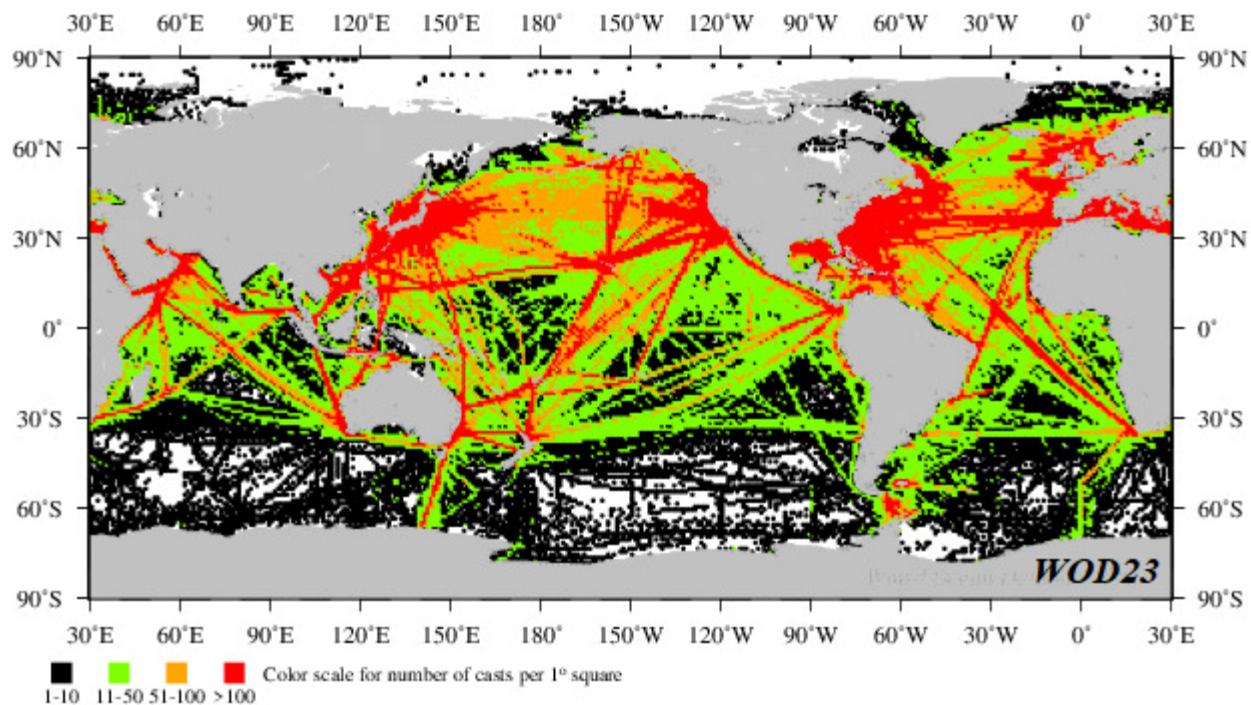 30˚E 60˚E 90˚E 120˚E 150˚E 180˚ 150˚W 120˚W 90˚W 60˚W 30˚W 0˚ 30˚E
90˚N 90˚N
60˚N 60˚N
30˚N 30˚N
0˚ 0˚
30˚S 30˚S
60˚S 60˚S
WOD23
90˚S 90˚S
30˚E 60˚E 90˚E 120˚E 150˚E 180˚ 150˚W 120˚W 90˚W 60˚W 30˚W 0˚ 30˚E
Color scale for number of casts per 1º square
1-10 11-50 51-100 >100